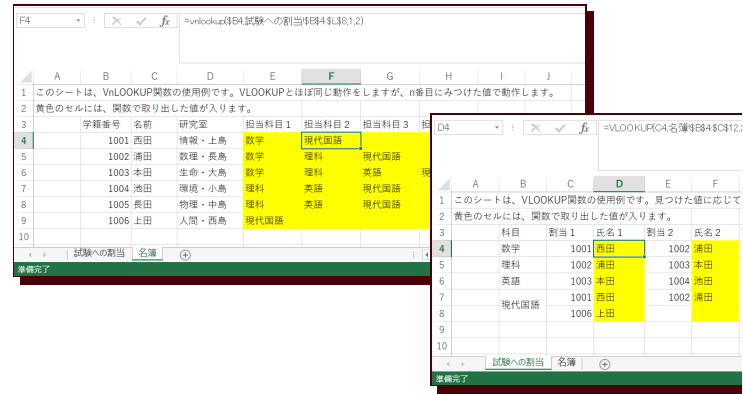 F4 =vnlookup($B4,試験への割当!$B$4:$L$8,1,2)
A B C D E F G H I J
1 このシートは、VnLOOKUP関数の使用例です。VLOOKUPとほぼ同じ動作をしますが、n番目にみつけた値で動作します。
2 黄色のセルには、関数で取り出した値が入ります。
3 学籍番号 名前 研究室 担当科目1 担当科目2 担当科目3 担
4 1001 西田 情報・上島 数学 現代国語
5 1002 浦田 数理・長島 数学 理科 現代国語
6 1003 本田 生命・大島 数学 理科 英語 現
7 1004 池田 環境・小島 理科 英語 現代国語
8 1005 長田 物理・中島 理科 英語 現代国語
9 1006 上田 人間・西島 現代国語
10
試験への割当 名簿
準備完了
D4 =VLOOKUP(C4,名簿!$B$4:$C$12,
A B C D E F
1 このシートは、VLOOKUP関数の使用例です。見つけた値に応じて
2 黄色のセルには、関数で取り出した値が入ります。
3 科目 割当1 氏名1 割当2 氏名2
4 数学 1001 西田 1002 浦田
5 理科 1002 浦田 1003 本田
6 英語 1003 本田 1004 池田
7 現代国語 1001 西田 1002 浦田
8 1006 上田
9
10
試験への割当 名簿
準備完了